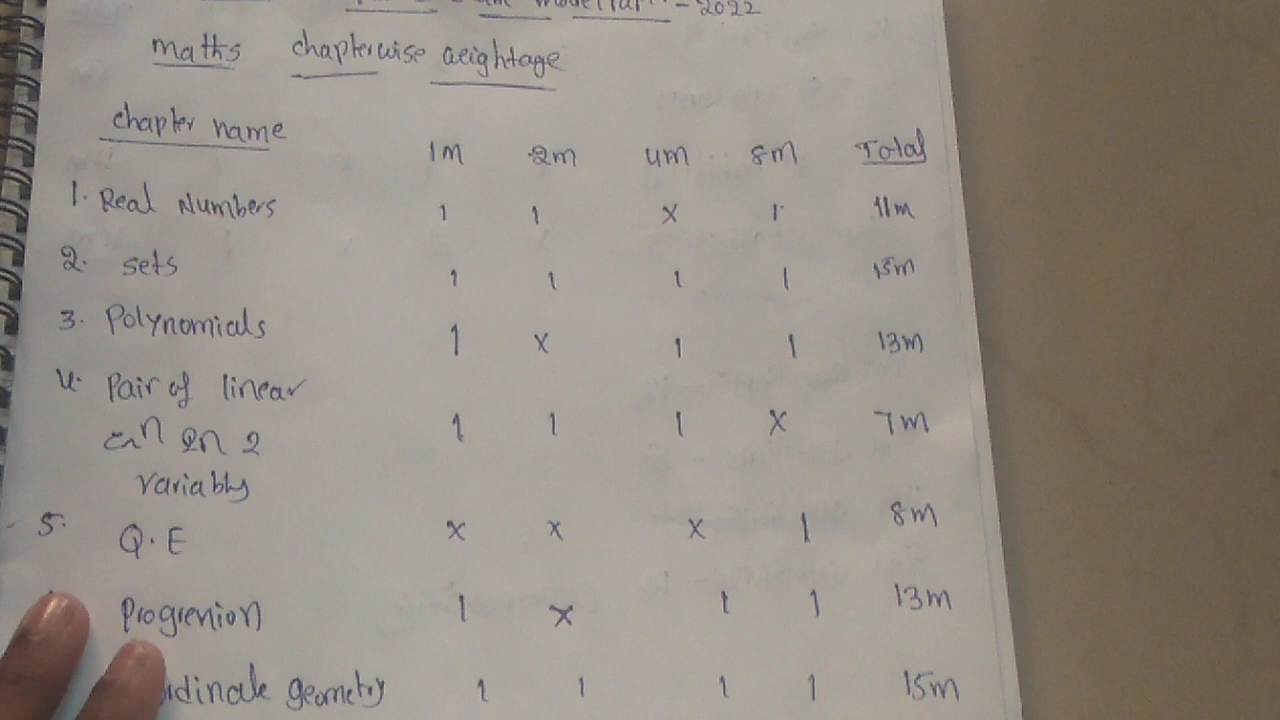 - 2022
maths chapterwise weightage
chapter name
1m 2m 4m 8m Total
1. Real Numbers 1 1 x 1 11m
2. sets 1 1 1 1 15m
3. Polynomials 1 x 1 1 13m
4. Pair of linear
in 2 1 1 1 x 7m
variables
5. Q.E x x x 1 8m
Progression 1 x 1 1 13m
geometry 1 1 1 1 15m